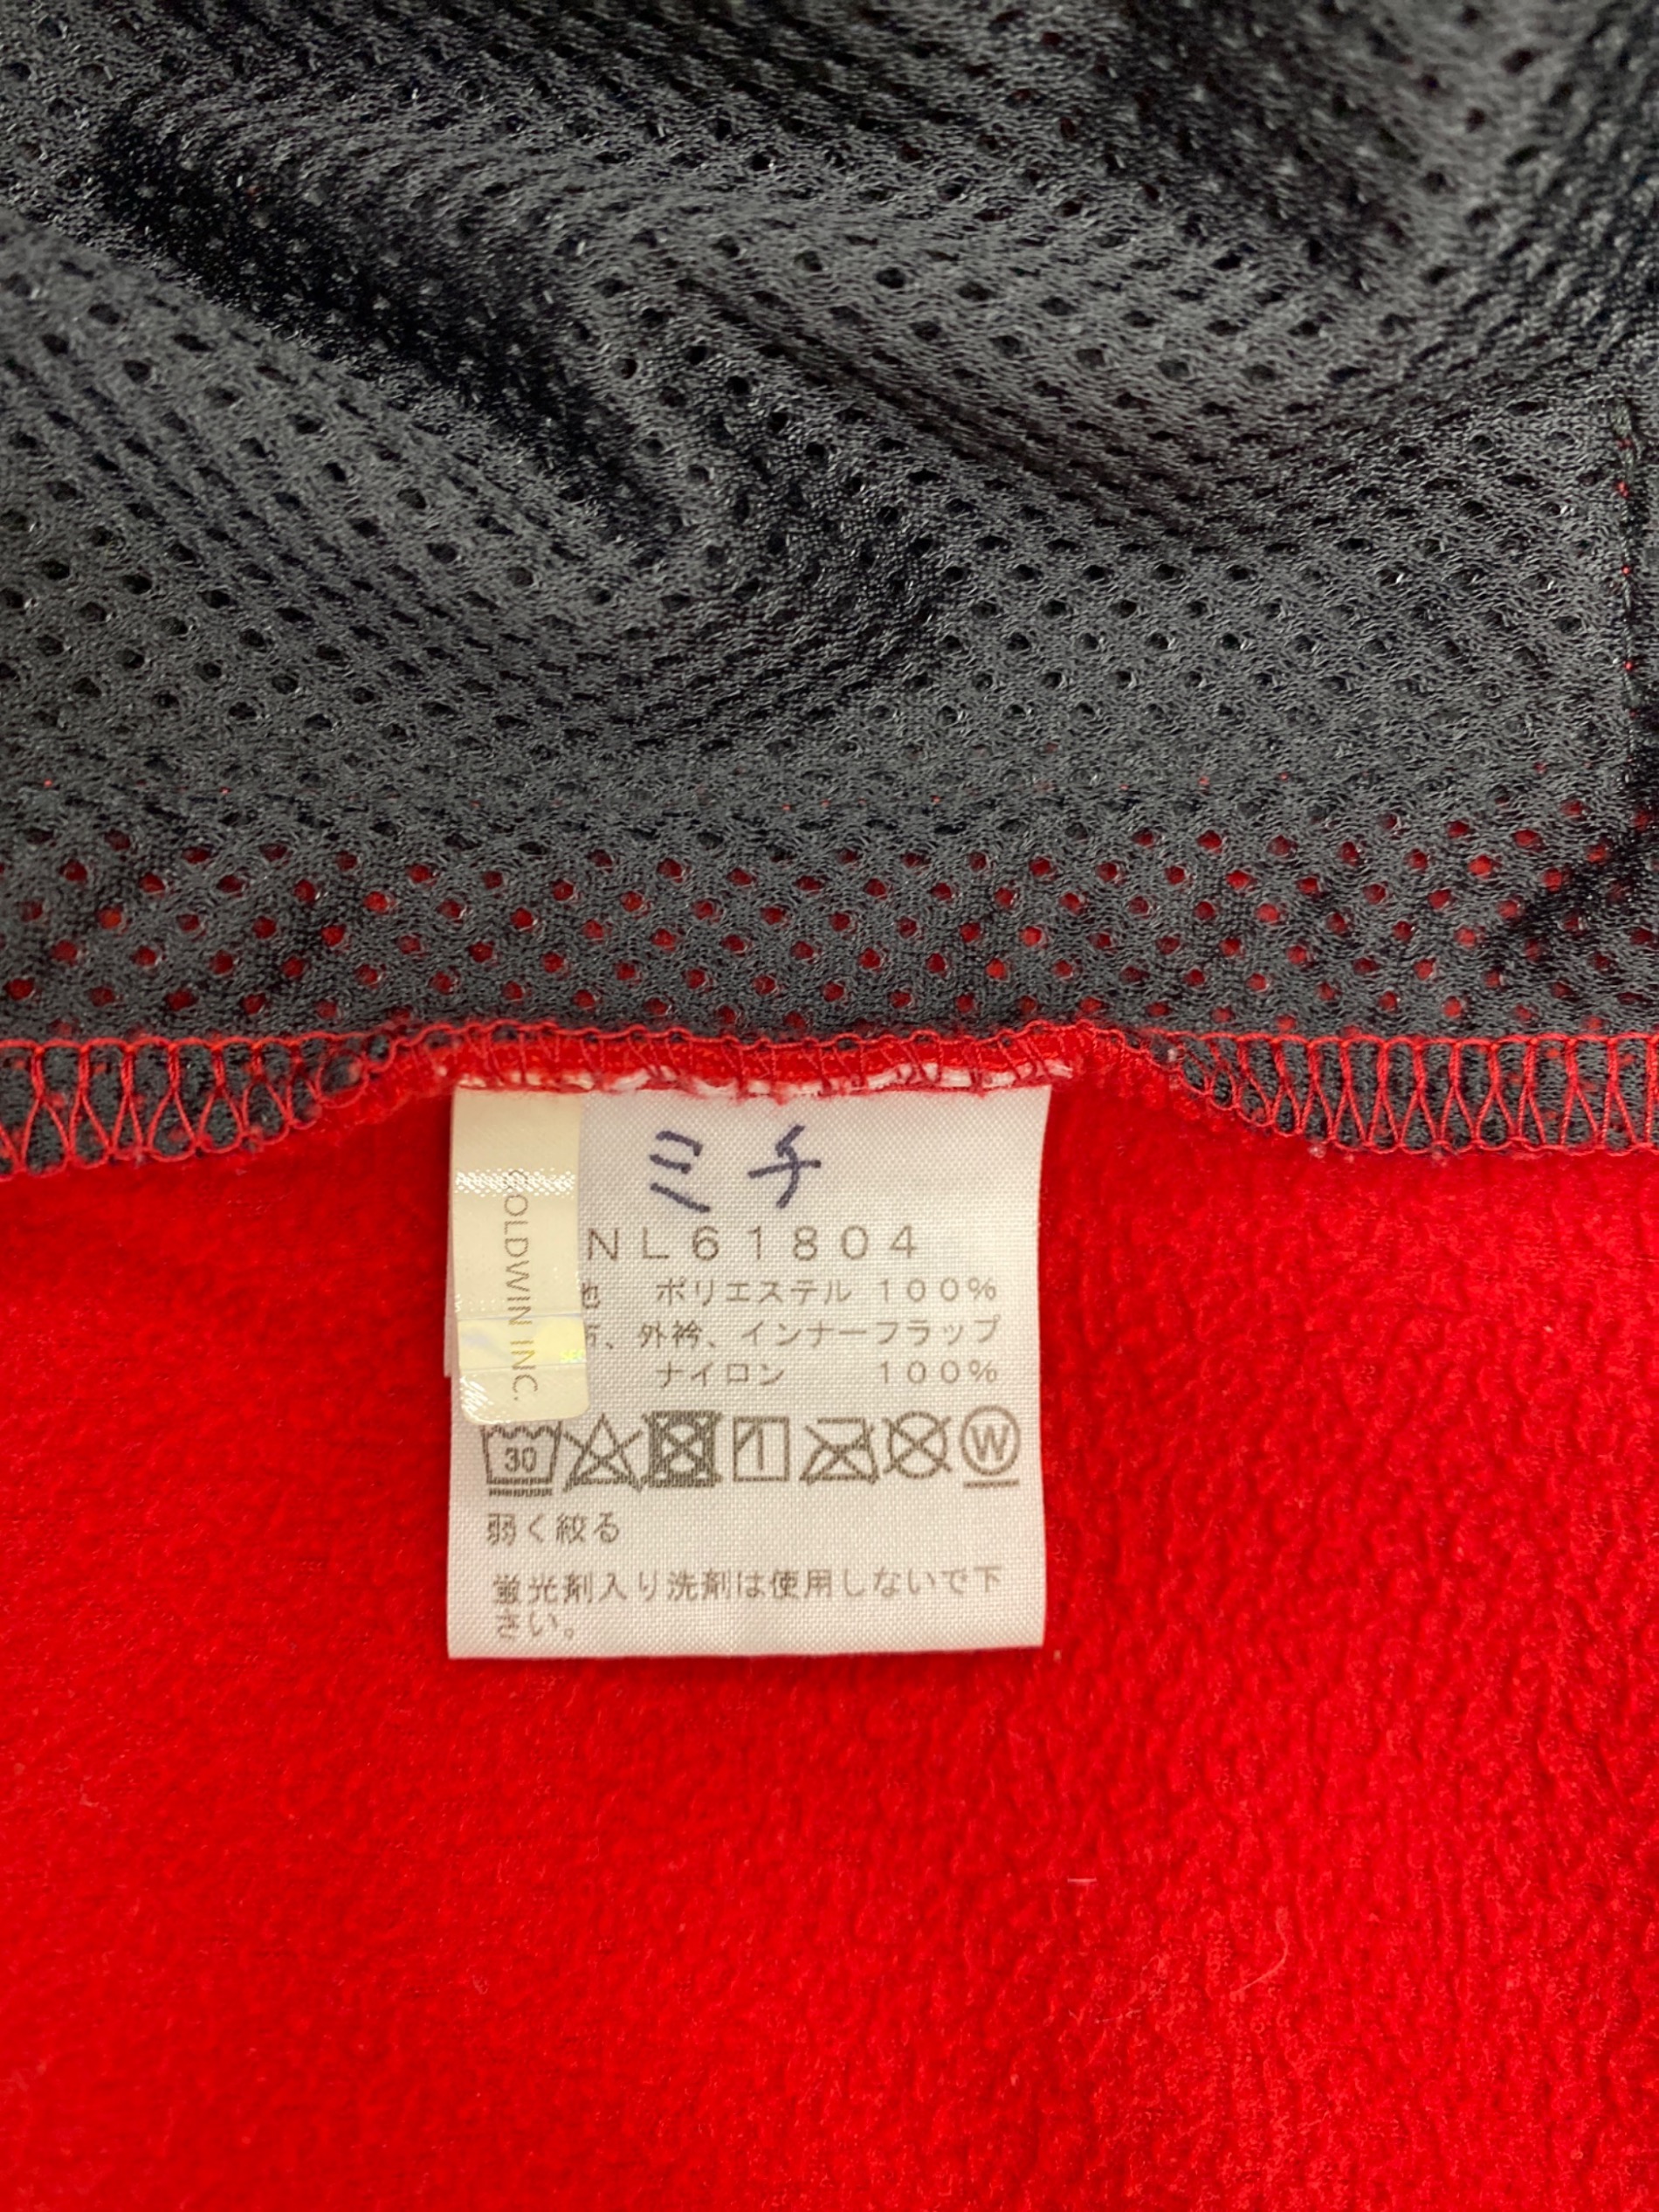 ミチ
NL61804
地 ポリエステル 100%
布、外衿、インナーフラップ
ナイロン 100%
30
W
弱く絞る
蛍光剤入り洗剤は使用しないで下
さい。
GOLDWIN INC.